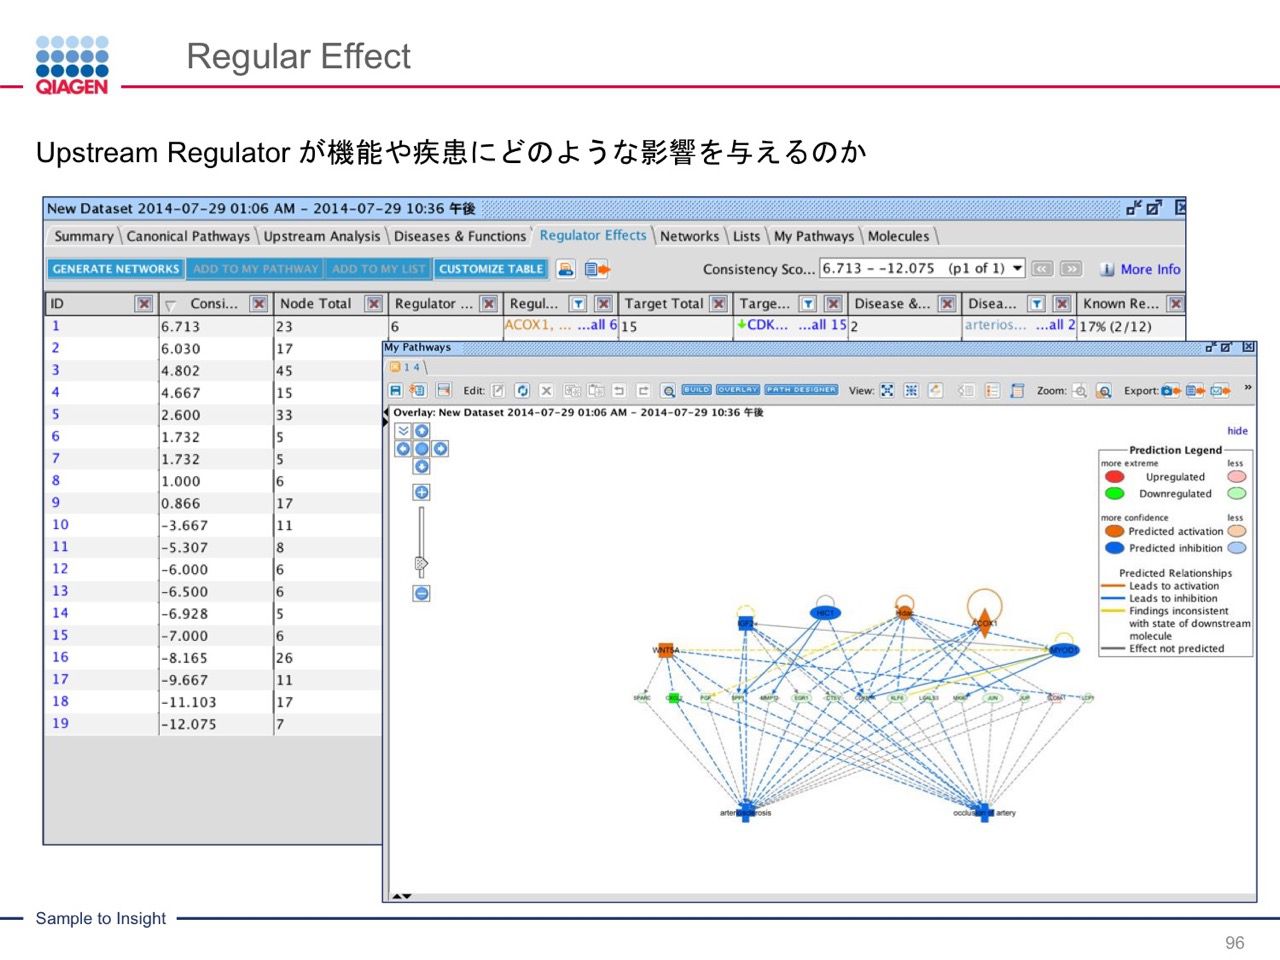 QIAGEN
Regular Effect
Upstream Regulator が機能や疾患にどのような影響を与えるのか
New Dataset 2014-07-29 01:06 AM - 2014-07-29 10:36 午後
Summary Canonical Pathways Upstream Analysis Diseases & Functions Regulator Effects Networks Lists My Pathways Molecules
GENERATE NETWORKS ADD TO MY PATHWAY ADD TO MY LIST CUSTOMIZE TABLE Consistency Sco... 6.713 - -12.075 (p1 of 1) More Info
ID Consi... Node Total Regulator ... Regul... Target Total Targe... Disease &... Disea... Known Re...
1 6.713 23 6 ACOX1, ... ...all 6 15 CDK... ...all 15 2 arterios... ...all 2 17% (2/12)
2 6.030 17
3 4.802 45
4 4.667 15
5 2.600 33
6 1.732 5
7 1.732 5
8 1.000 6
9 0.866 17
10 -3.667 11
11 -5.307 8
12 -6.000 6
13 -6.500 6
14 -6.928 5
15 -7.000 6
16 -8.165 26
17 -9.667 11
18 -11.103 17
19 -12.075 7
My Pathways
1 4
Edit: BUILD OVERLAY PATH DESIGNER View: Zoom: Export: »
Overlay: New Dataset 2014-07-29 01:06 AM - 2014-07-29 10:36 午後
hide
Prediction Legend
more extreme less
Upregulated
Downregulated
more confidence less
Predicted activation
Predicted inhibition
Predicted Relationships
Leads to activation
Leads to inhibition
Findings inconsistent
with state of downstream
molecule
Effect not predicted
HIC1 Hdac
IGF2 ACOX1
WNT5A MYOD1
SPARC PGF SPP1 MMP12 EGR1 CTSV KLF6 LGALS3 JUN JUP LCP1
arteriosclerosis occlusion of artery
Sample to Insight
96